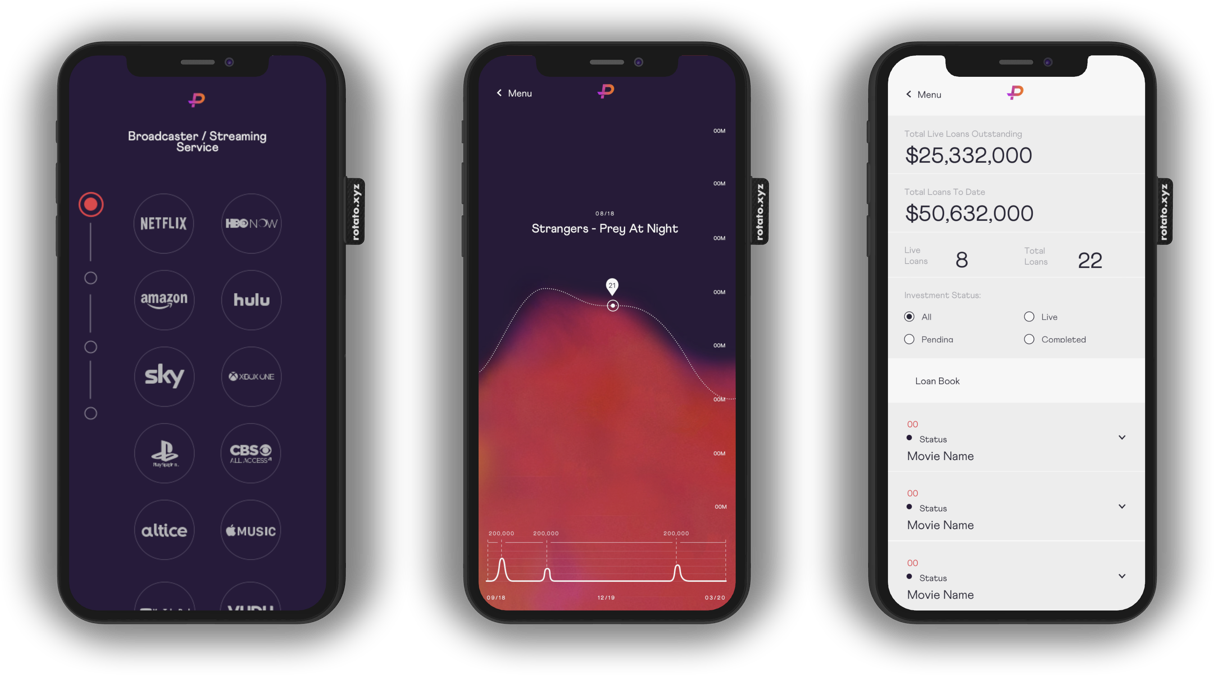 Broadcaster / Streaming
Service
NETFLIX
HBO NOW
amazon
hulu
sky
XBOX ONE
PlayStation
CBS
ALL ACCESS
altice
MUSIC
VUDU
rotato.xyz
Menu
00M
00M
00M
00M
00M
00M
00M
00M
08/18
Strangers - Prey At Night
21
200,000
200,000
200,000
09/18
12/19
03/20
rotato.xyz
Menu
Total Live Loans Outstanding
$25,332,000
Total Loans To Date
$50,632,000
Live
Loans
8
Total
Loans
22
Investment Status:
All
Live
Pending
Completed
Loan Book
00
Status
Movie Name
00
Status
Movie Name
00
Status
Movie Name
rotato.xyz